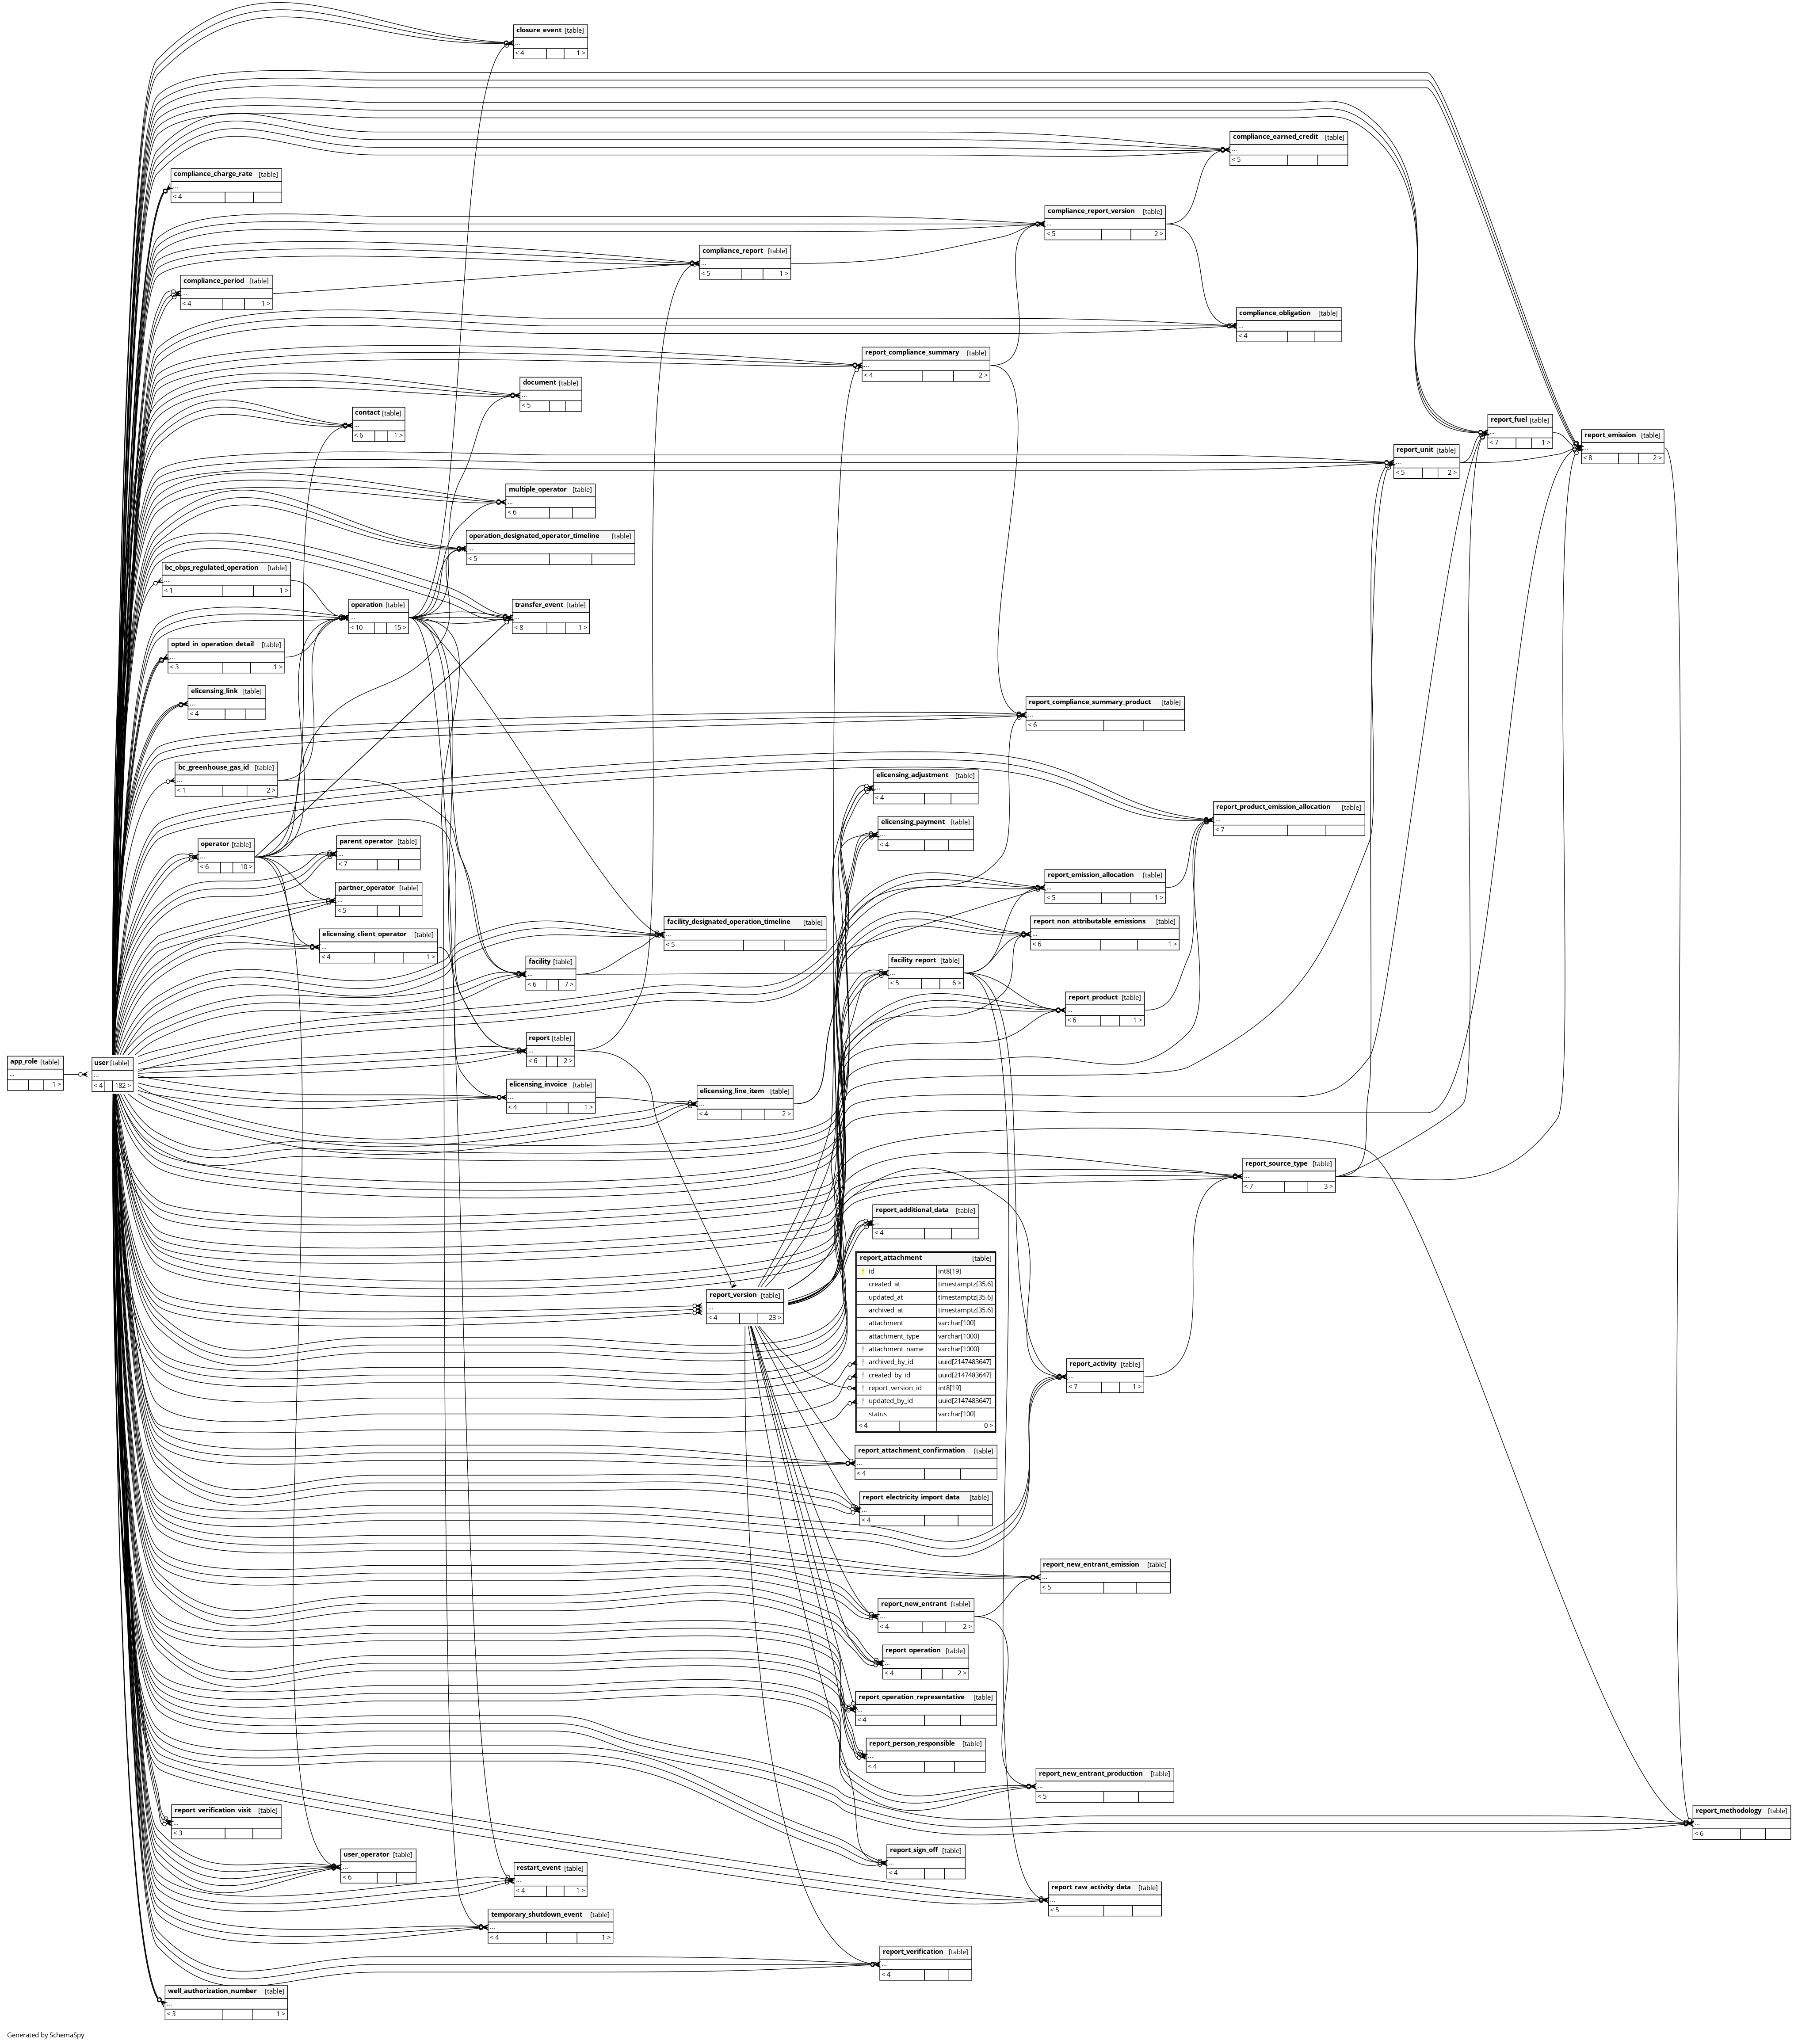 closure_event [table]
...
< 4 1 >
compliance_earned_credit [table]
...
< 5
compliance_charge_rate [table]
...
< 4
compliance_report_version [table]
...
< 5 2 >
compliance_report [table]
...
< 5 1 >
compliance_period [table]
...
< 4 1 >
compliance_obligation [table]
...
< 4
report_compliance_summary [table]
...
< 4 2 >
document [table]
...
< 5
contact [table]
...
< 6 1 >
report_fuel [table]
...
< 7 1 >
report_emission [table]
...
< 8 2 >
report_unit [table]
...
< 5 2 >
multiple_operator [table]
...
< 6
operation_designated_operator_timeline [table]
...
< 5
bc_obps_regulated_operation [table]
...
< 1 1 >
operation [table]
...
< 10 15 >
transfer_event [table]
...
< 8 1 >
opted_in_operation_detail [table]
...
< 3 1 >
elicensing_link [table]
...
< 4
report_compliance_summary_product [table]
...
< 6
bc_greenhouse_gas_id [table]
...
< 1 2 >
elicensing_adjustment [table]
...
< 4
report_product_emission_allocation [table]
...
< 7
elicensing_payment [table]
...
< 4
operator [table]
...
< 6 10 >
parent_operator [table]
...
< 7
report_emission_allocation [table]
...
< 5 1 >
partner_operator [table]
...
< 5
facility_designated_operation_timeline [table]
...
< 5
report_non_attributable_emissions [table]
...
< 6 1 >
elicensing_client_operator [table]
...
< 4 1 >
facility [table]
...
< 6 7 >
facility_report [table]
...
< 5 6 >
report_product [table]
...
< 6 1 >
report [table]
...
< 6 2 >
app_role [table]
...
1 >
user [table]
...
< 4 182 >
elicensing_invoice [table]
...
< 4 1 >
elicensing_line_item [table]
...
< 4 2 >
report_source_type [table]
...
< 7 3 >
report_additional_data [table]
...
< 4
report_attachment [table]
id int8[19]
created_at timestamptz[35,6]
updated_at timestamptz[35,6]
archived_at timestamptz[35,6]
attachment varchar[100]
attachment_type varchar[1000]
attachment_name varchar[1000]
archived_by_id uuid[2147483647]
created_by_id uuid[2147483647]
report_version_id int8[19]
updated_by_id uuid[2147483647]
status varchar[100]
< 4 0 >
report_version [table]
...
< 4 23 >
report_activity [table]
...
< 7 1 >
report_attachment_confirmation [table]
...
< 4
report_electricity_import_data [table]
...
< 4
report_new_entrant_emission [table]
...
< 5
report_new_entrant [table]
...
< 4 2 >
report_operation [table]
...
< 4 2 >
report_operation_representative [table]
...
< 4
report_person_responsible [table]
...
< 4
report_new_entrant_production [table]
...
< 5
report_verification_visit [table]
...
< 3
report_methodology [table]
...
< 6
user_operator [table]
...
< 6
report_sign_off [table]
...
< 4
restart_event [table]
...
< 4 1 >
report_raw_activity_data [table]
...
< 5
temporary_shutdown_event [table]
...
< 4 1 >
report_verification [table]
...
< 4
well_authorization_number [table]
...
< 3 1 >
Generated by SchemaSpy